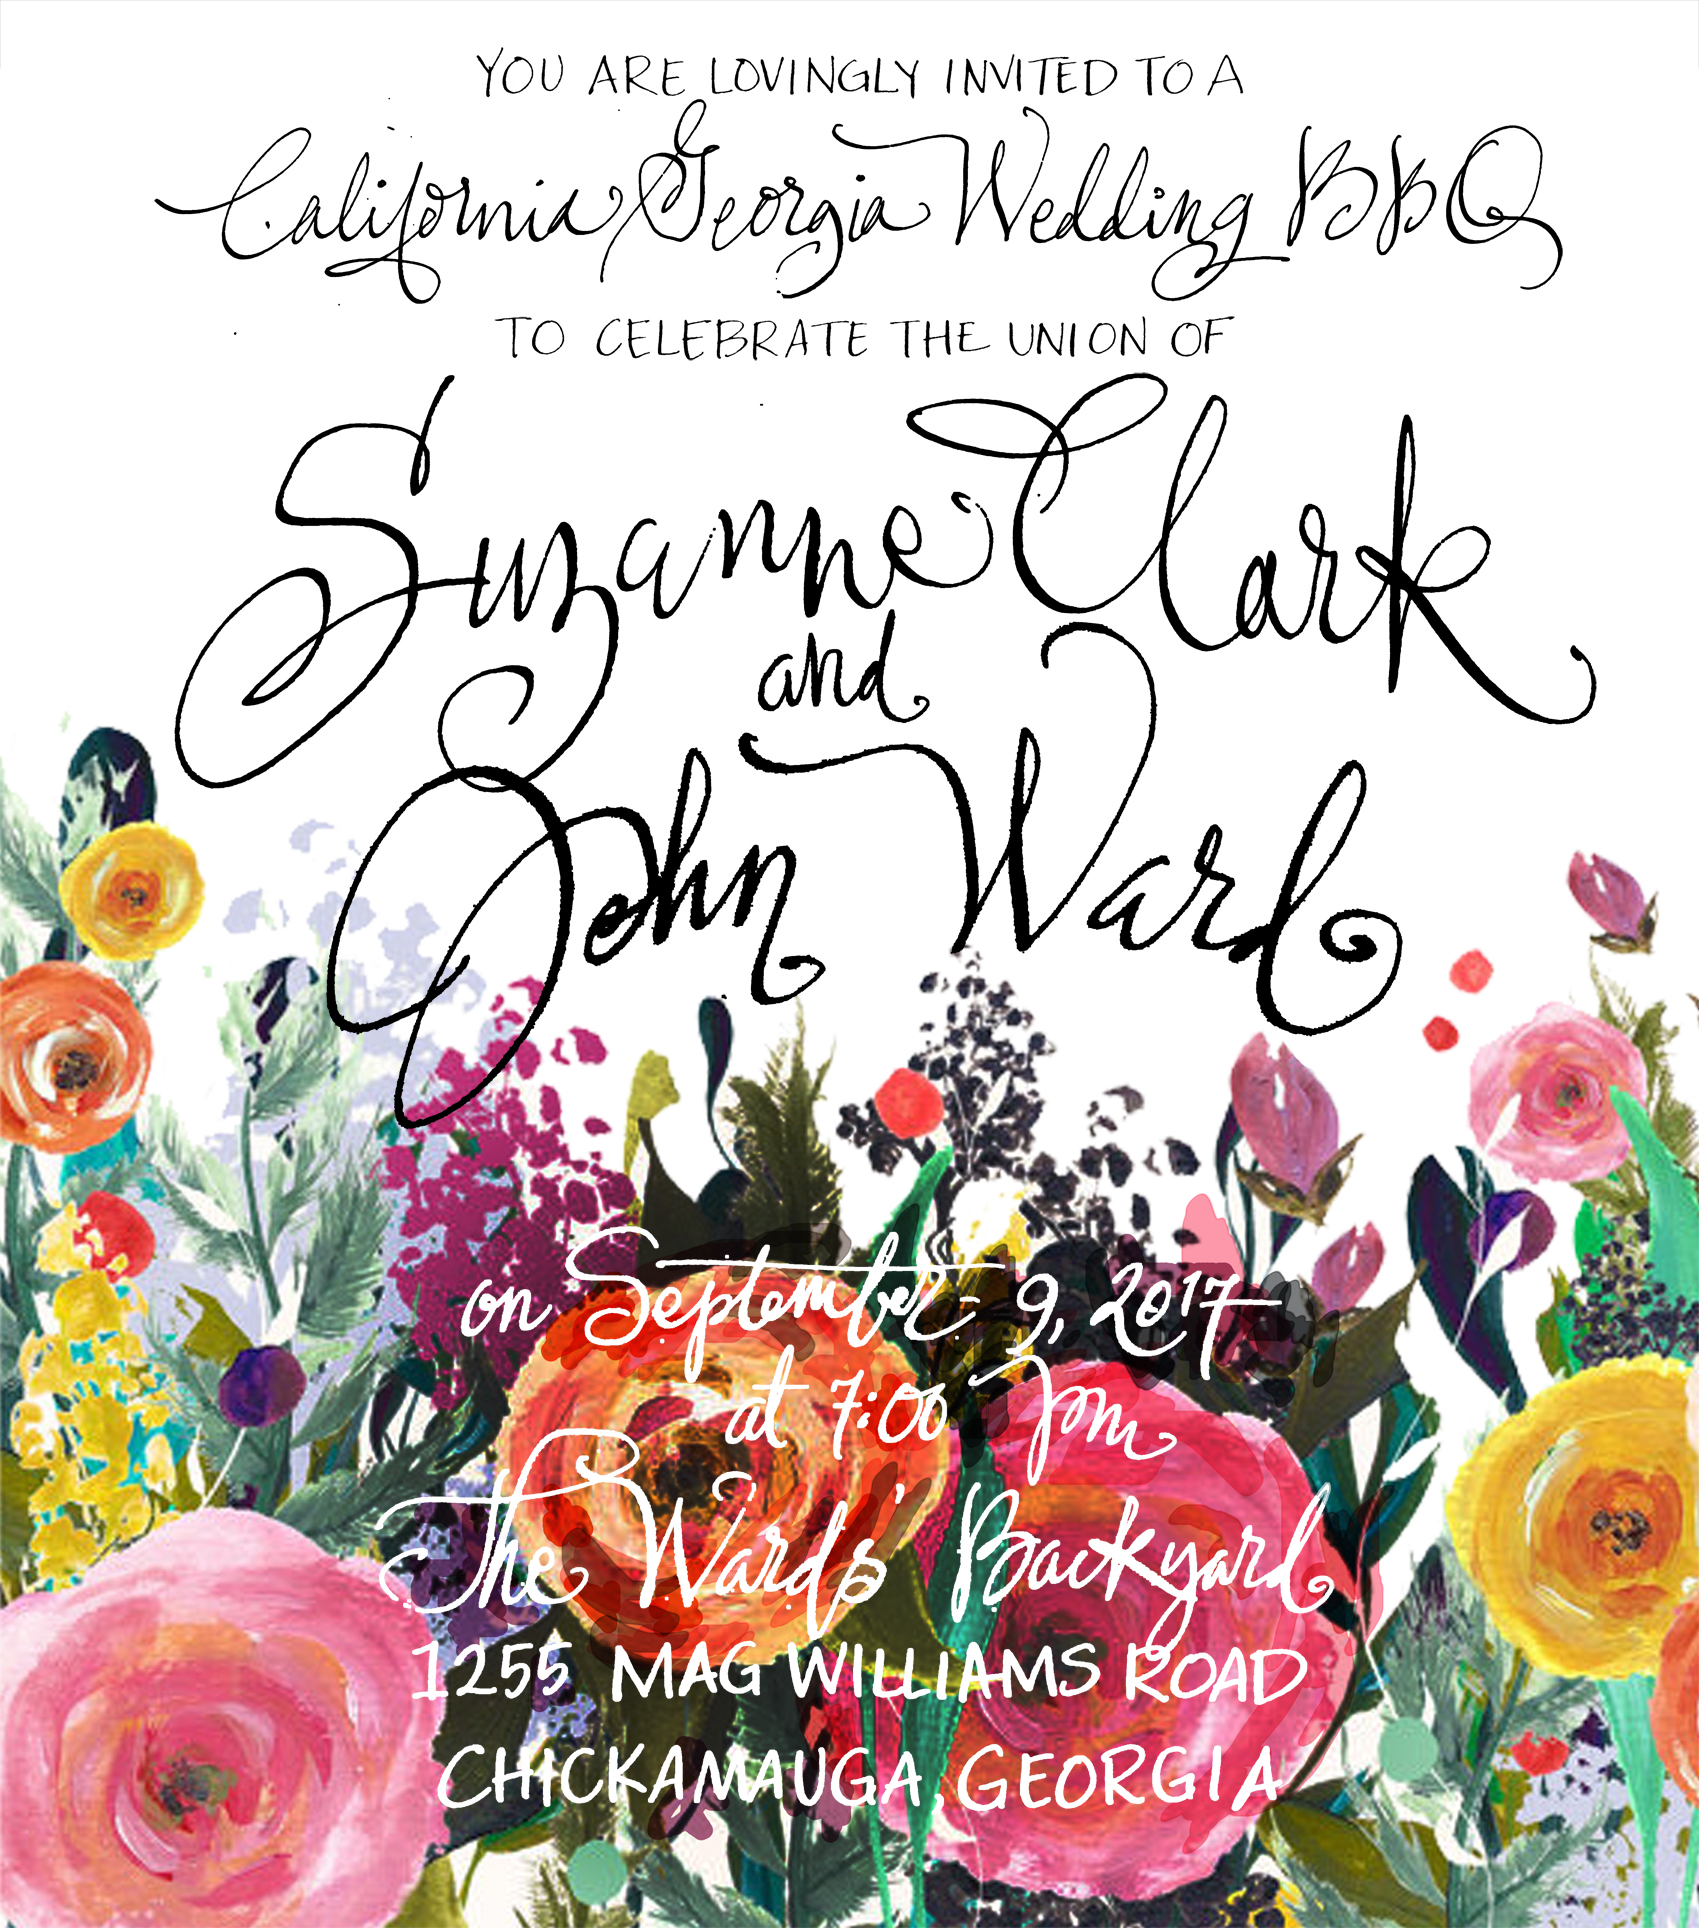 YOU ARE LOVINGLY INVITED TO A
California Georgia Wedding BBQ
TO CELEBRATE THE UNION OF
Suzanne Clark
and
John Ward
on September 9, 2017
at 7:00 pm
The Wards' Backyard
1255 MAG WILLIAMS ROAD
CHICKAMAUGA, GEORGIA